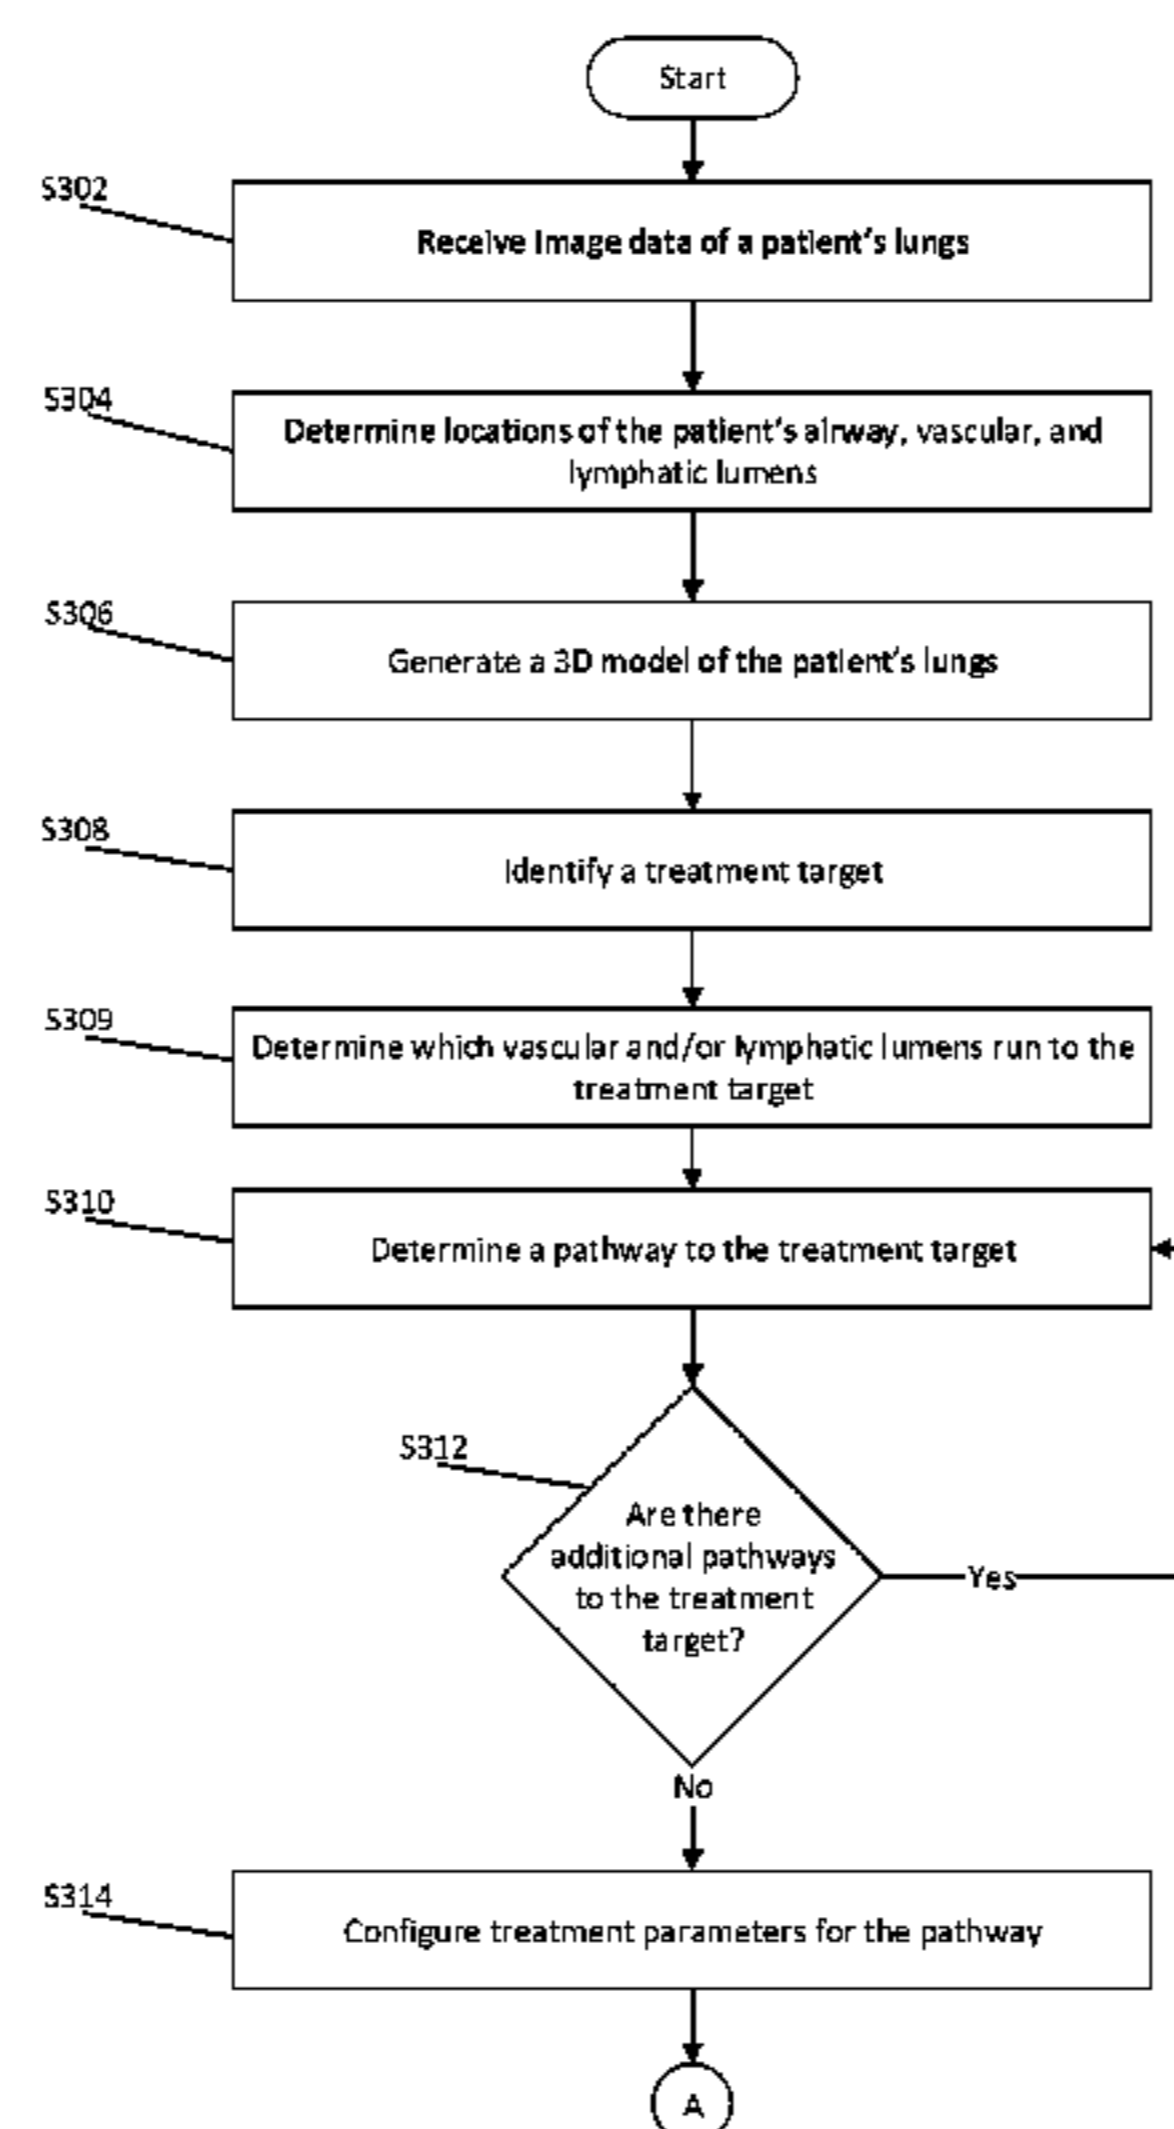 Start
S302
Receive image data of a patient's lungs
S304
Determine locations of the patient's airway, vascular, and
lymphatic lumens
S306
Generate a 3D model of the patient's lungs
S308
Identify a treatment target
S309
Determine which vascular and/or lymphatic lumens run to the
treatment target
S310
Determine a pathway to the treatment target
S312
Are there
additional pathways
to the treatment
target?
Yes
No
S314
Configure treatment parameters for the pathway
A